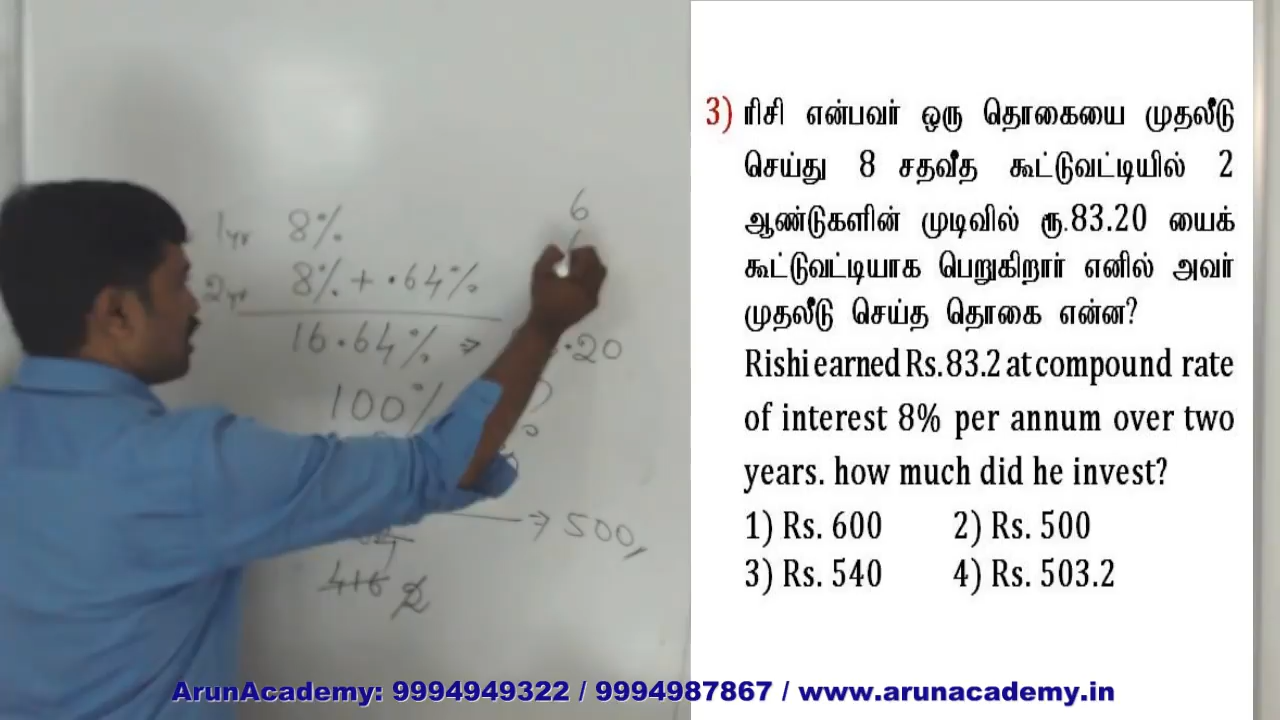 1yr 8%
2yr 8% + .64%
16.64% ⇒ .20
100%
→ 500,
416 2
6
3) ரிசி என்பவர் ஒரு தொகையை முதலீடு
செய்து 8 சதவீத கூட்டுவட்டியில் 2
ஆண்டுகளின் முடிவில் ரூ.83.20 யைக்
கூட்டுவட்டியாக பெறுகிறார் எனில் அவர்
முதலீடு செய்த தொகை என்ன?
Rishi earned Rs.83.2 at compound rate
of interest 8% per annum over two
years. how much did he invest?
1) Rs. 600 2) Rs. 500
3) Rs. 540 4) Rs. 503.2
ArunAcademy: 9994949322 / 9994987867 / www.arunacademy.in